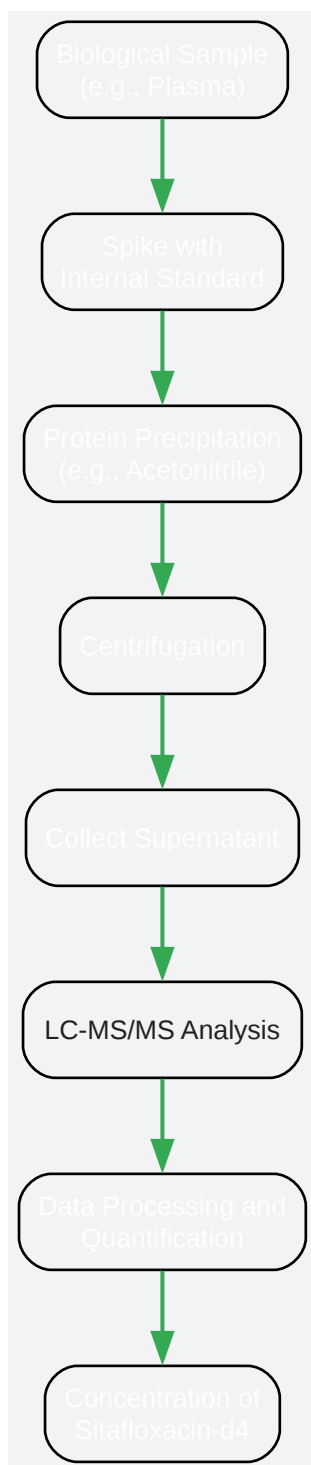 Biological Sample
(e.g., Plasma)
Spike with
Internal Standard
Protein Precipitation
(e.g., Acetonitrile)
Centrifugation
Collect Supernatant
LC-MS/MS Analysis
Data Processing and
Quantification
Concentration of
Sitafloxacin-d4